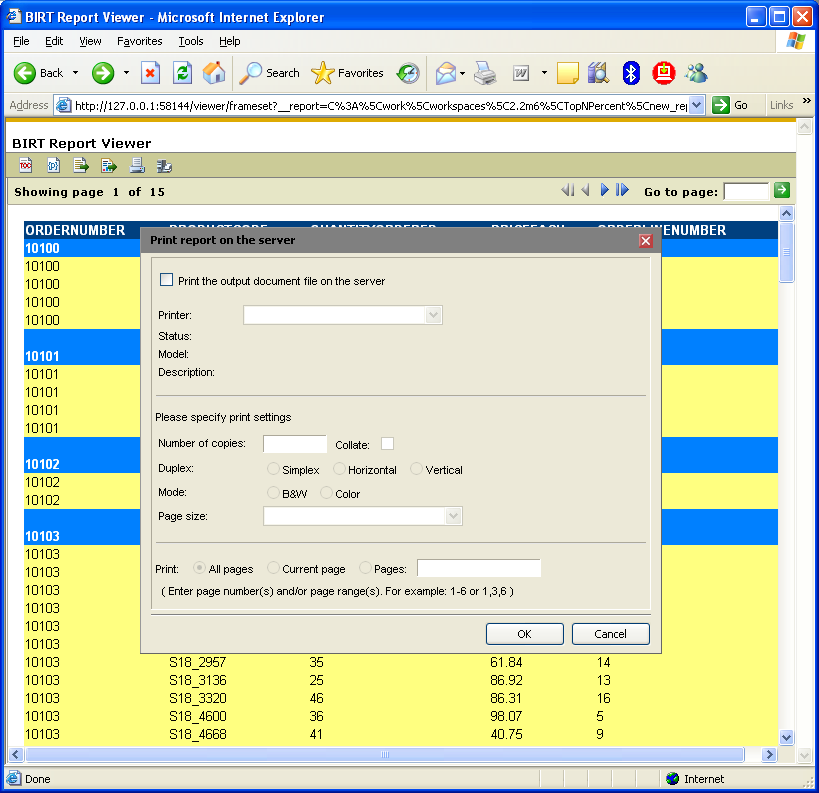 BIRT Report Viewer - Microsoft Internet Explorer
File Edit View Favorites Tools Help
Back Search Favorites W
Address http://127.0.0.1:58144/viewer/frameset?__report=C%3A%5Cwork%5Cworkspaces%5C2.2m6%5CTopNPercent%5Cnew_rep Go Links »
BIRT Report Viewer
TOC
Showing page 1 of 15 Go to page:
ORDERNUMBER PRODUCTCODE QUANTITYORDERED PRICEEACH ORDERLINENUMBER
10100
10100
10100
10100
10100
10101
10101
10101
10101
10101
10102
10102
10102
10103
10103
10103
10103
10103
10103
10103
Print report on the server
Print the output document file on the server
Printer:
Status:
Model:
Description:
Please specify print settings
Number of copies: Collate:
Duplex: Simplex Horizontal Vertical
Mode: B&W Color
Page size:
Print: All pages Current page Pages:
( Enter page number(s) and/or page range(s). For example: 1-6 or 1,3,6 )
OK Cancel
10103 S18_2957 35 61.84 14
10103 S18_3136 25 86.92 13
10103 S18_3320 46 86.31 16
10103 S18_4600 36 98.07 5
10103 S18_4668 41 40.75 9
Done Internet